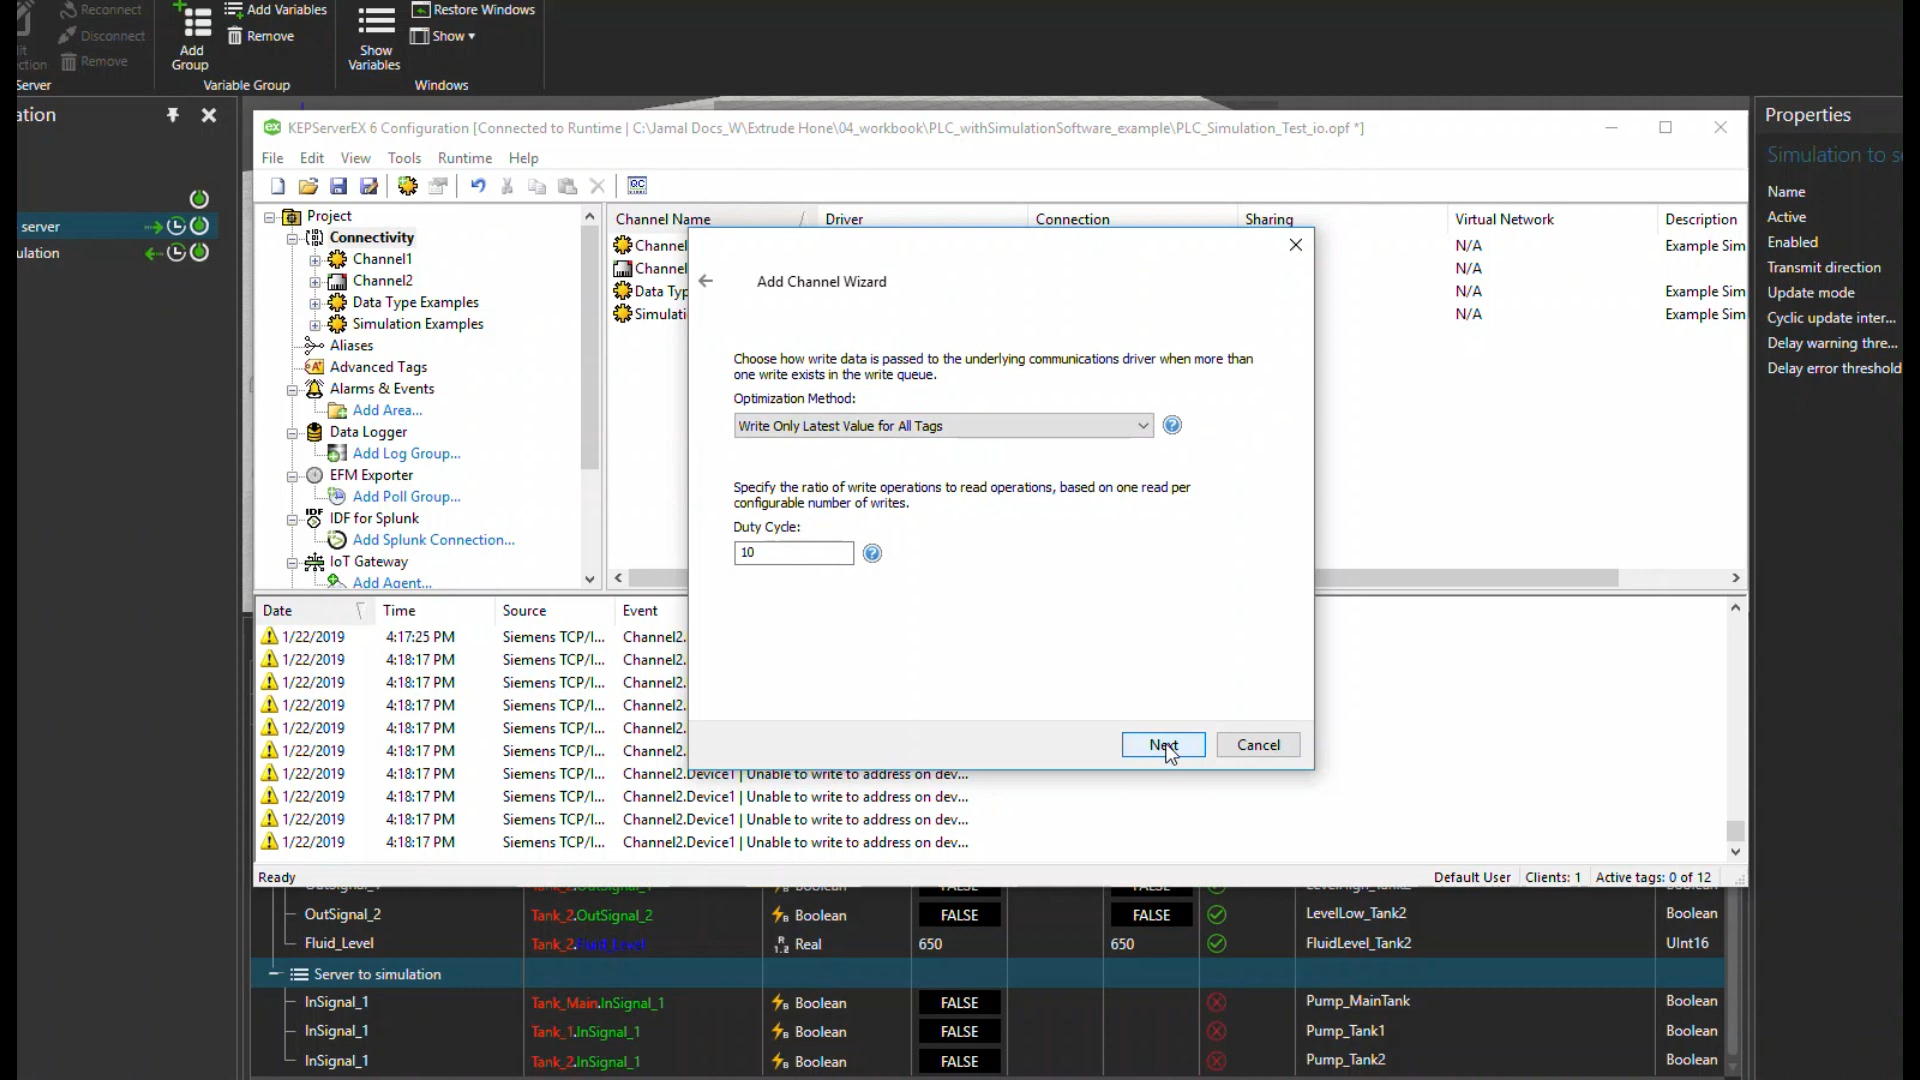 Reconnect
Disconnect
Remove
Server
Add Group
Add Variables
Remove
Variable Group
Show Variables
Restore Windows
Show
Windows
ation
server
ulation
KEPServerEX 6 Configuration [Connected to Runtime | C:\Jamal Docs_W\Extrude Hone\04_workbook\PLC_withSimulationSoftware_example\PLC_Simulation_Test_io.opf *]
File Edit View Tools Runtime Help
Project
Connectivity
Channel1
Channel2
Data Type Examples
Simulation Examples
Aliases
Advanced Tags
Alarms & Events
Add Area...
Data Logger
Add Log Group...
EFM Exporter
Add Poll Group...
IDF for Splunk
Add Splunk Connection...
IoT Gateway
Add Agent...
Channel Name Driver Connection Sharing Virtual Network Description
Channel N/A Example Sim
Channel N/A
Data Typ N/A Example Sim
Simulati N/A Example Sim
Add Channel Wizard
Choose how write data is passed to the underlying communications driver when more than
one write exists in the write queue.
Optimization Method:
Write Only Latest Value for All Tags
Specify the ratio of write operations to read operations, based on one read per
configurable number of writes.
Duty Cycle:
10
Next Cancel
Date Time Source Event
1/22/2019 4:17:25 PM Siemens TCP/I... Channel2.
1/22/2019 4:18:17 PM Siemens TCP/I... Channel2.
1/22/2019 4:18:17 PM Siemens TCP/I... Channel2.
1/22/2019 4:18:17 PM Siemens TCP/I... Channel2.
1/22/2019 4:18:17 PM Siemens TCP/I... Channel2.
1/22/2019 4:18:17 PM Siemens TCP/I... Channel2.
1/22/2019 4:18:17 PM Siemens TCP/I... Channel2.Device1 | Unable to write to address on dev...
1/22/2019 4:18:17 PM Siemens TCP/I... Channel2.Device1 | Unable to write to address on dev...
1/22/2019 4:18:17 PM Siemens TCP/I... Channel2.Device1 | Unable to write to address on dev...
1/22/2019 4:18:17 PM Siemens TCP/I... Channel2.Device1 | Unable to write to address on dev...
Ready Default User Clients: 1 Active tags: 0 of 12
OutSignal_2 Tank_2.OutSignal_2 Boolean FALSE FALSE LevelLow_Tank2 Boolean
Fluid_Level Tank_2.Fluid_Level Real 650 650 FluidLevel_Tank2 UInt16
Server to simulation
InSignal_1 Tank_Main.InSignal_1 Boolean FALSE Pump_MainTank Boolean
InSignal_1 Tank_1.InSignal_1 Boolean FALSE Pump_Tank1 Boolean
InSignal_1 Tank_2.InSignal_1 Boolean FALSE Pump_Tank2 Boolean
Properties
Simulation to s
Name
Active
Enabled
Transmit direction
Update mode
Cyclic update inter...
Delay warning thre...
Delay error threshold